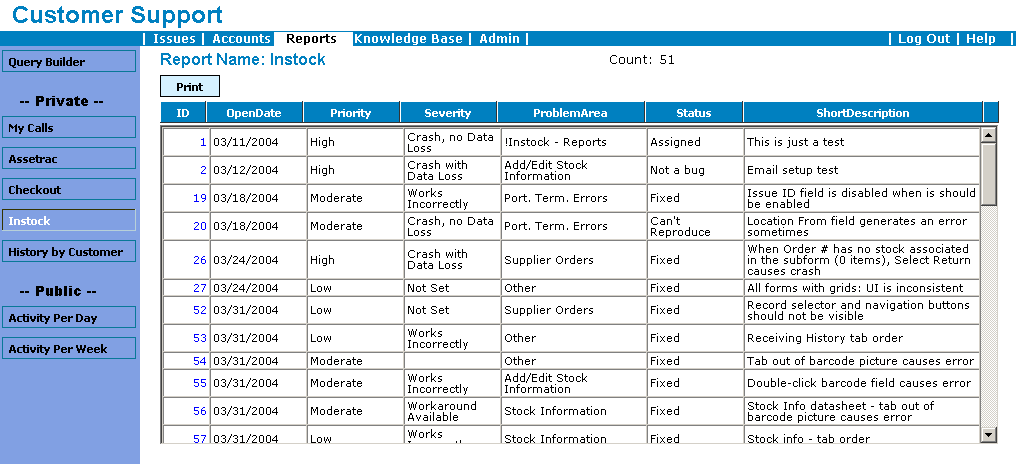 Customer Support
| Issues | Accounts Reports Knowledge Base | Admin | | Log Out | Help |
Query Builder
-- Private --
My Calls
Assetrac
Checkout
Instock
History by Customer
-- Public --
Activity Per Day
Activity Per Week
Report Name: Instock Count: 51
Print
ID OpenDate Priority Severity ProblemArea Status ShortDescription
1 03/11/2004 High Crash, no Data Loss !Instock - Reports Assigned This is just a test
2 03/12/2004 High Crash with Data Loss Add/Edit Stock Information Not a bug Email setup test
19 03/18/2004 Moderate Works Incorrectly Port. Term. Errors Fixed Issue ID field is disabled when is should be enabled
20 03/18/2004 Moderate Crash, no Data Loss Port. Term. Errors Can't Reproduce Location From field generates an error sometimes
26 03/24/2004 High Crash with Data Loss Supplier Orders Fixed When Order # has no stock associated in the subform (0 items), Select Return causes crash
27 03/24/2004 Low Not Set Other Fixed All forms with grids: UI is inconsistent
52 03/31/2004 Low Not Set Supplier Orders Fixed Record selector and navigation buttons should not be visible
53 03/31/2004 Low Works Incorrectly Other Fixed Receiving History tab order
54 03/31/2004 Moderate Other Fixed Tab out of barcode picture causes error
55 03/31/2004 Moderate Works Incorrectly Add/Edit Stock Information Fixed Double-click barcode field causes error
56 03/31/2004 Moderate Workaround Available Stock Information Fixed Stock Info datasheet - tab out of barcode picture causes error
57 03/31/2004 Low Works Stock Information Fixed Stock info - tab order